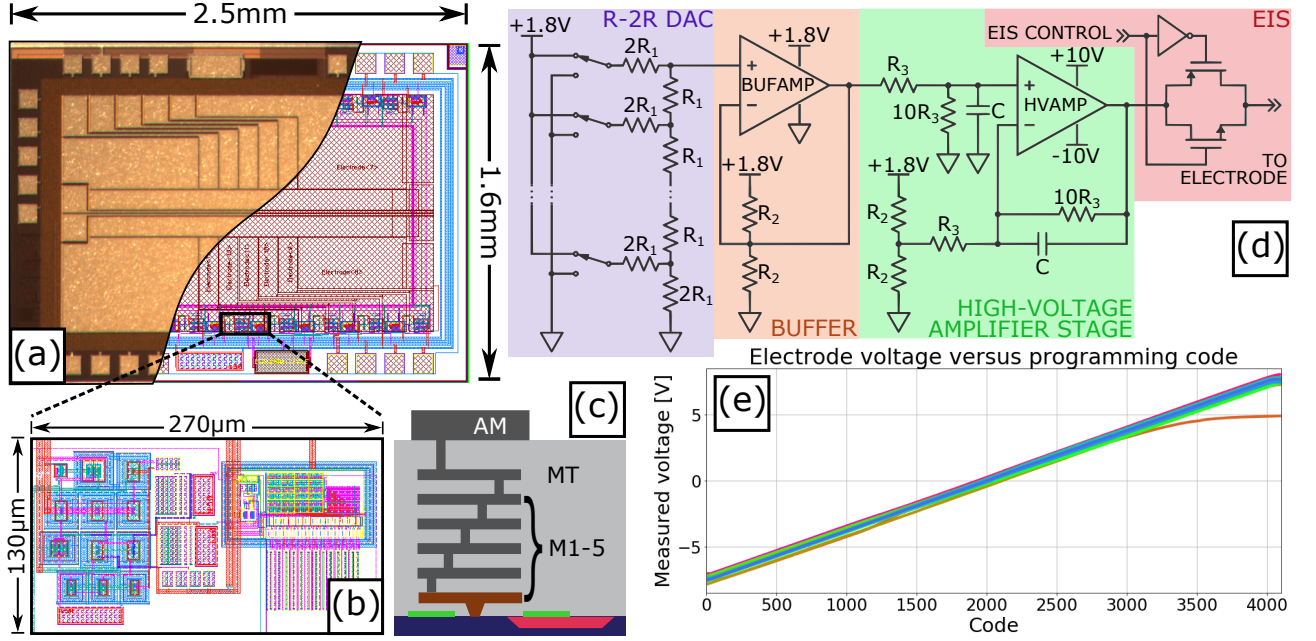 2.5mm
1.6mm
Electrode<7>
(a)
270μm
130μm
(b)
(c)
AM
MT
M1-5
R-2R DAC
EIS
+1.8V
2R1
R1
2R1
R1
R1
2R1
R1
2R1
+1.8V
BUFAMP
+
−
+1.8V
R2
R2
BUFFER
R3
10R3
C
EIS CONTROL
+10V
HVAMP
+
−
-10V
+1.8V
R2
R3
R2
10R3
C
HIGH-VOLTAGE
AMPLIFIER STAGE
TO
ELECTRODE
(d)
Electrode voltage versus programming code
(e)
Measured voltage [V]
5
0
−5
0
500
1000
1500
2000
2500
3000
3500
4000
Code